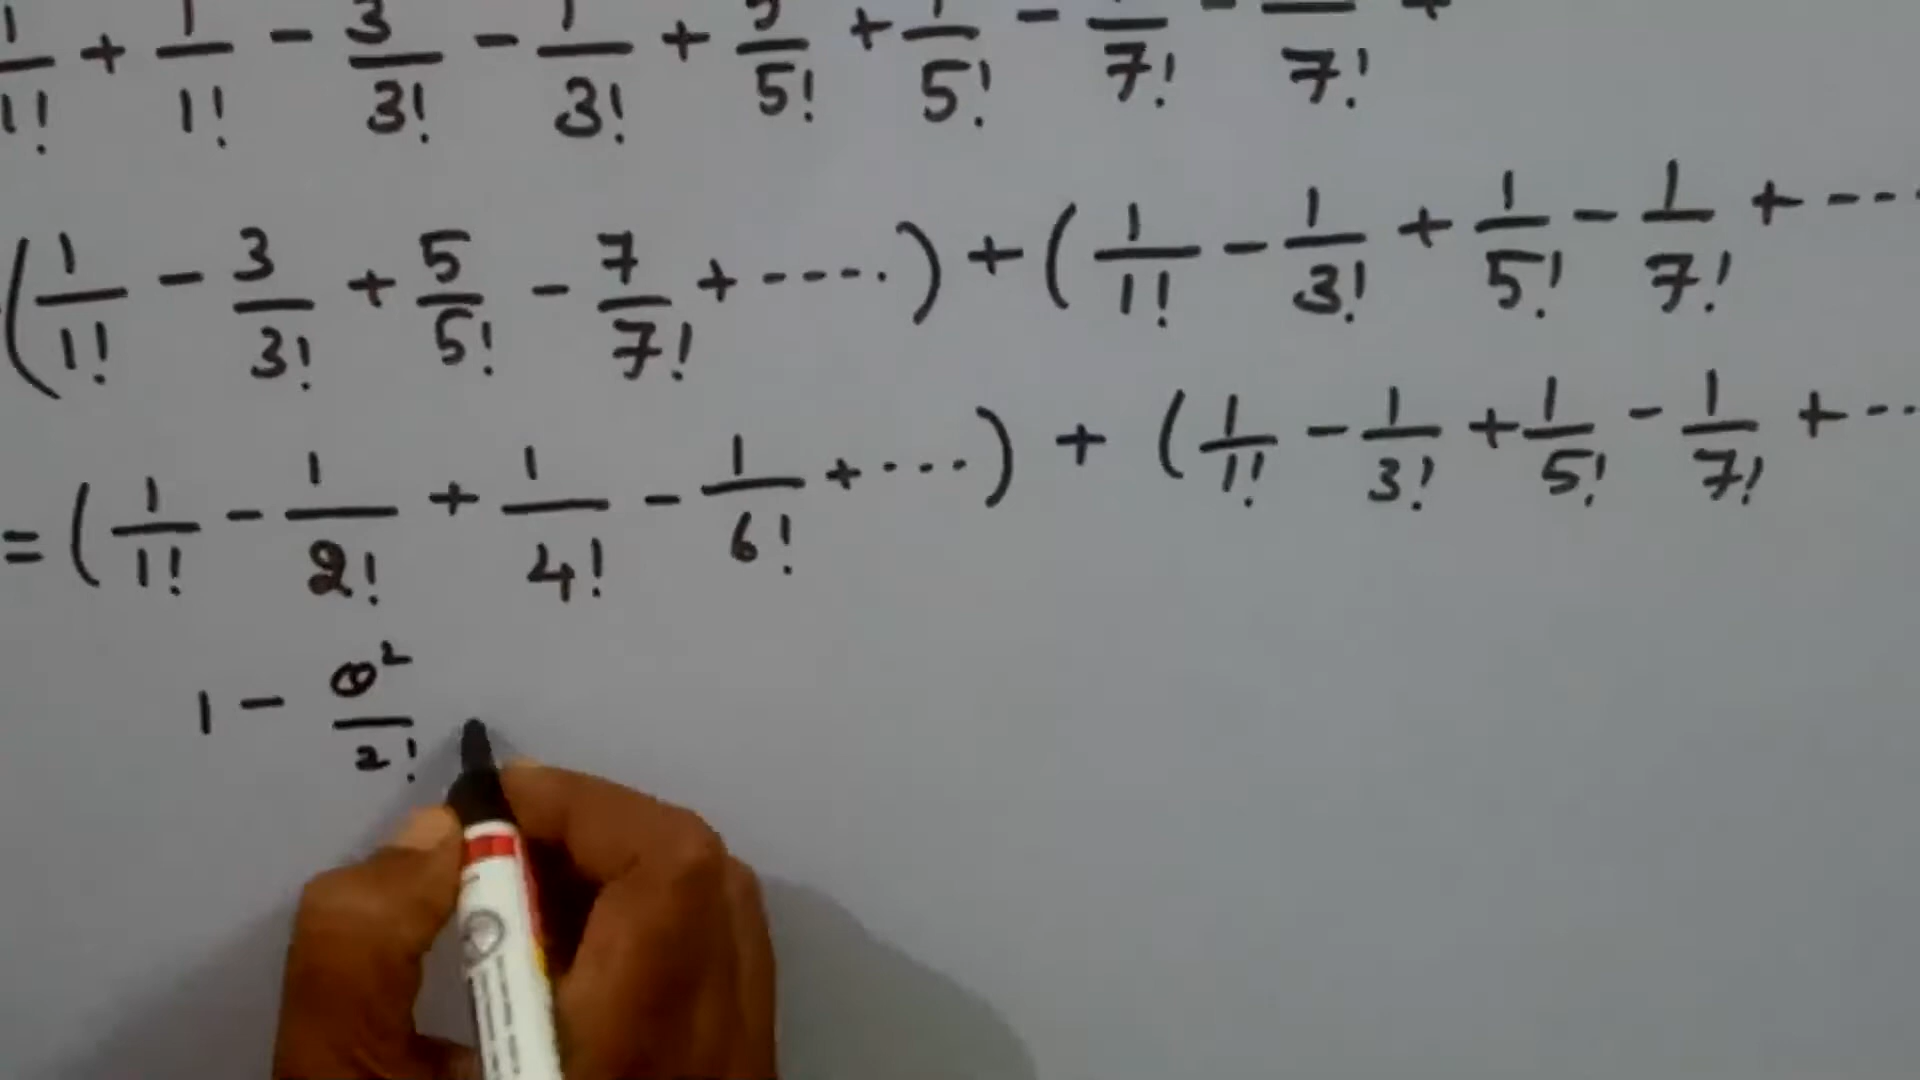 1/1! + 1/1! - 3/3! - 1/3! + 5/5! + 1/5! - /7! - /7! +
(1/1! - 3/3! + 5/5! - 7/7! + ....) + (1/1! - 1/3! + 1/5! - 1/7! + ...
= (1/1! - 1/2! + 1/4! - 1/6! + ....) + (1/1! - 1/3! + 1/5! - 1/7! + ..
1 - θ²/2!